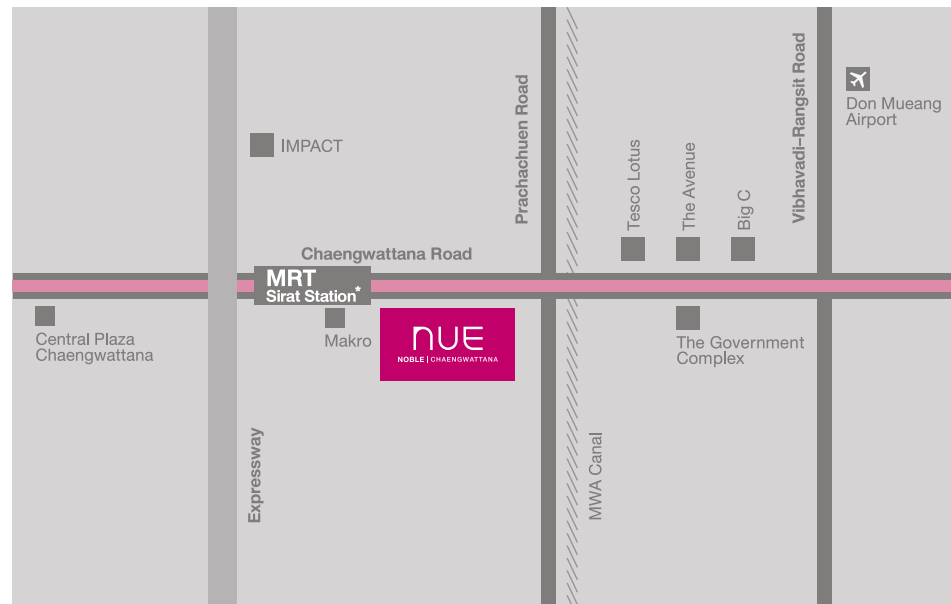 Prachachuen Road
Vibhavadi-Rangsit Road
Don Mueang
Airport
IMPACT
Tesco Lotus
The Avenue
Big C
Chaengwattana Road
MRT
Sirat Station*
Central Plaza
Chaengwattana
Makro
nue
NOBLE | CHAENGWATTANA
The Government
Complex
Expressway
MWA Canal